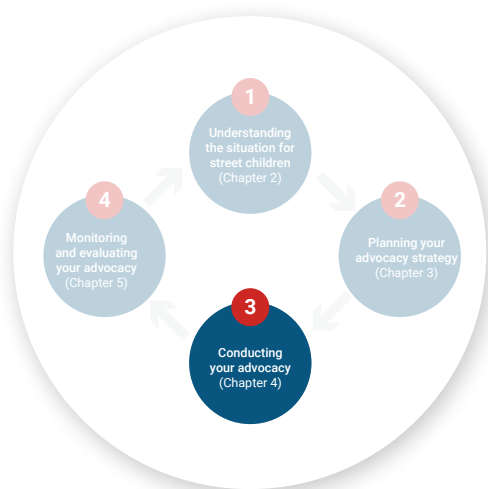 1
Understanding
the situation for
street children
(Chapter 2)
2
Planning your
advocacy strategy
(Chapter 3)
3
Conducting
your advocacy
(Chapter 4)
4
Monitoring
and evaluating
your advocacy
(Chapter 5)